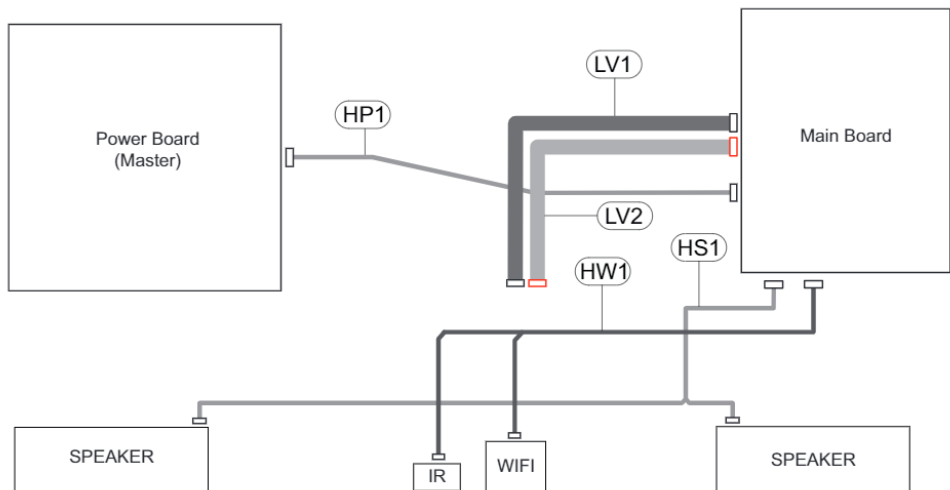 LV1
HP1
Power Board
(Master)
Main Board
LV2
HS1
HW1
SPEAKER
IR
WIFI
SPEAKER